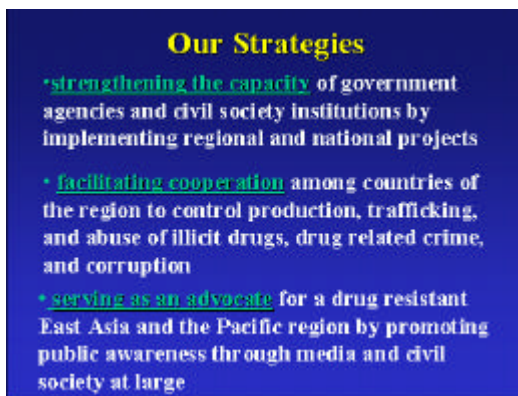 Our Strategies
•strengthening the capacity of government
agencies and civil society institutions by
implementing regional and national projects
• facilitating cooperation among countries of
the region to control production, trafficking,
and abuse of illicit drugs, drug related crime,
and corruption
• serving as an advocate for a drug resistant
East Asia and the Pacific region by promoting
public awareness through media and civil
society at large